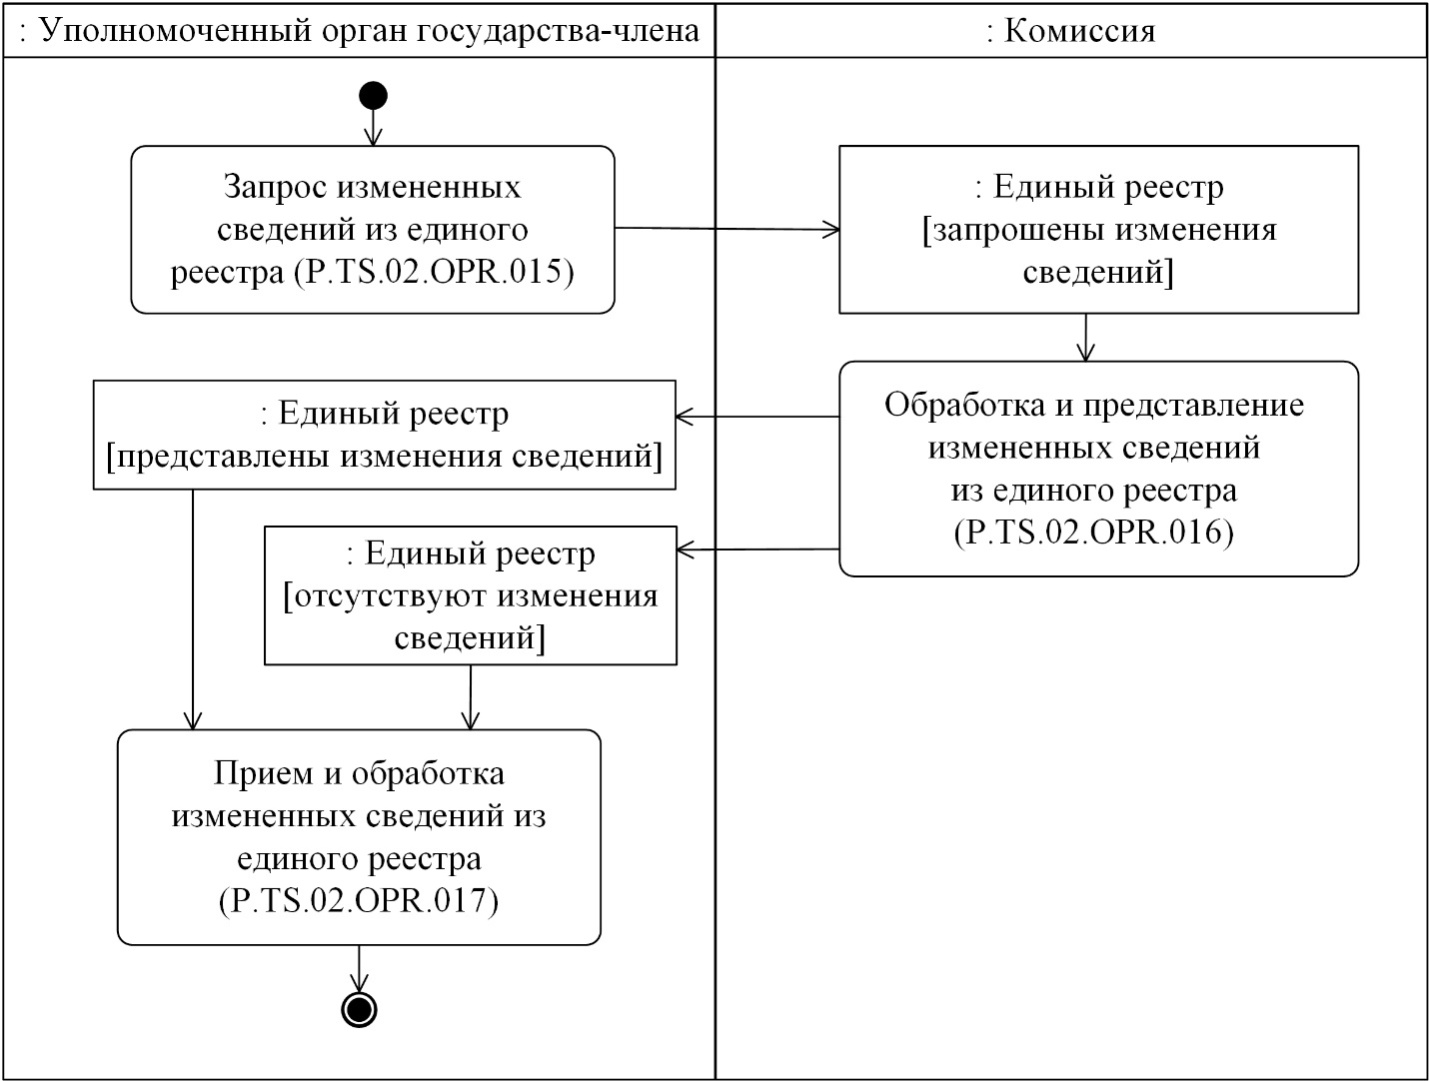 : Уполномоченный орган государства-члена
: Комиссия
Запрос измененных
сведений из единого
реестра (P.TS.02.OPR.015)
: Единый реестр
[запрошены изменения
сведений]
Обработка и представление
измененных сведений
из единого реестра
(P.TS.02.OPR.016)
: Единый реестр
[представлены изменения сведений]
: Единый реестр
[отсутствуют изменения
сведений]
Прием и обработка
измененных сведений из
единого реестра
(P.TS.02.OPR.017)